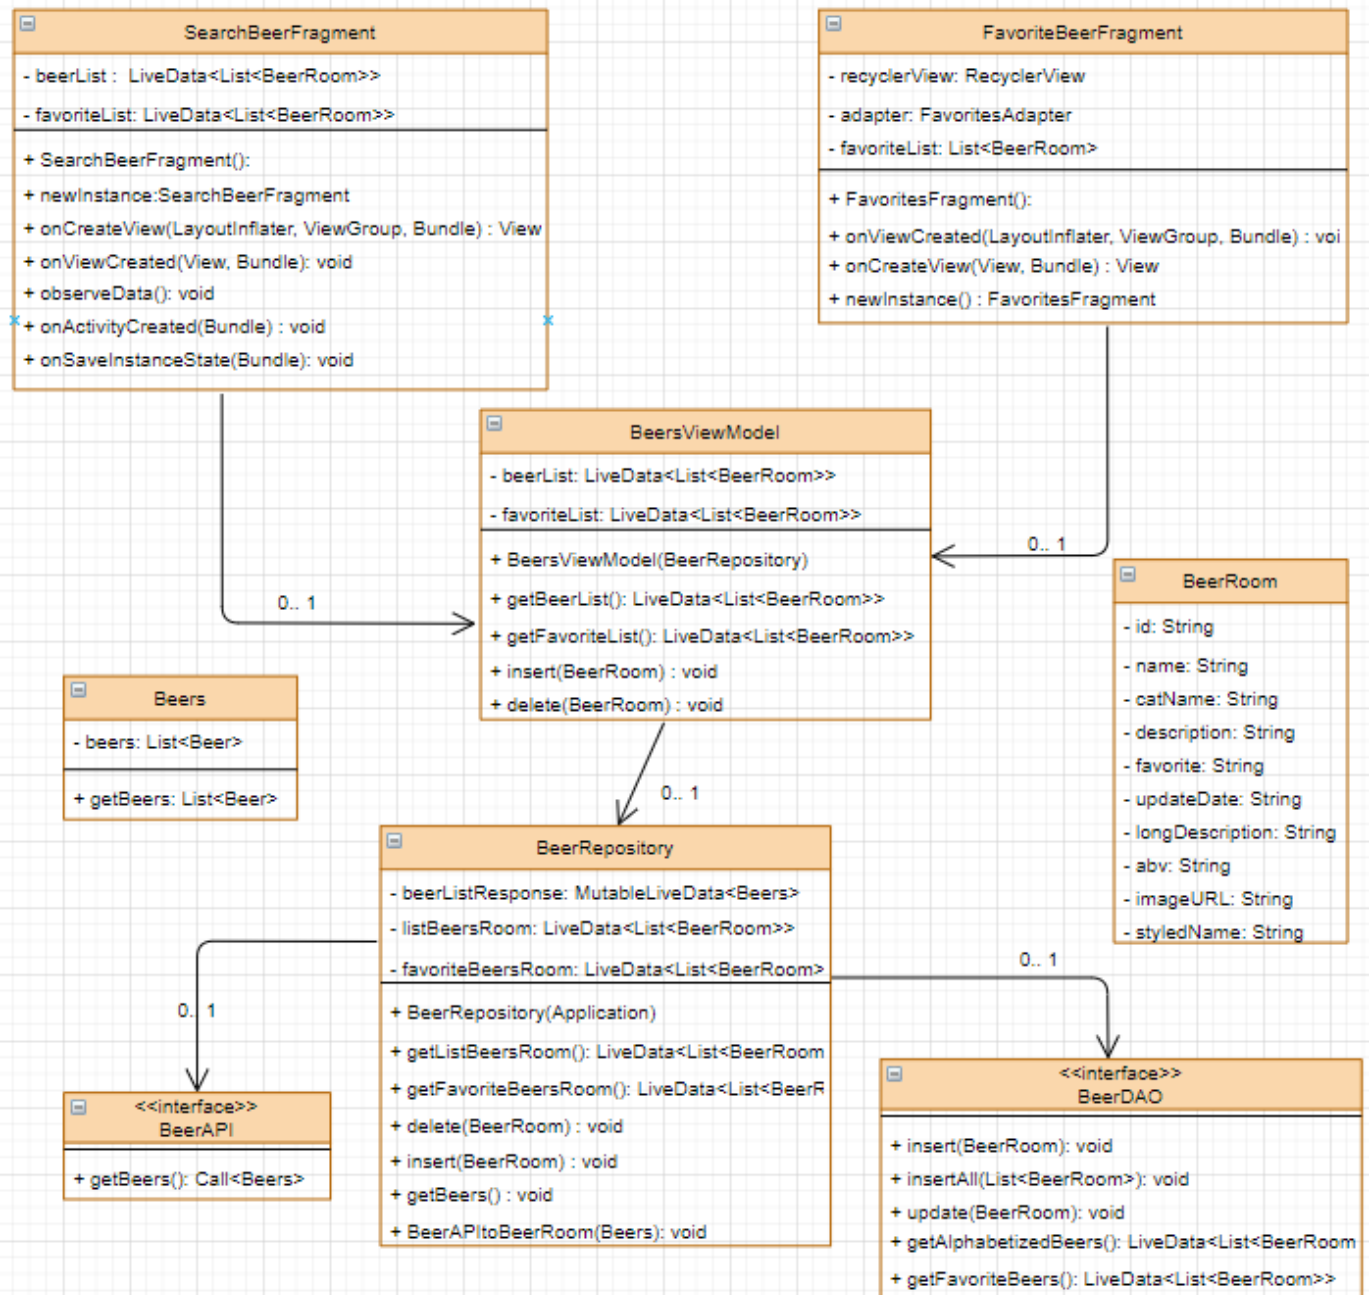 SearchBeerFragment
- beerList : LiveData<List<BeerRoom>>
- favoriteList: LiveData<List<BeerRoom>>
+ SearchBeerFragment():
+ newInstance:SearchBeerFragment
+ onCreateView(LayoutInflater, ViewGroup, Bundle) : View
+ onViewCreated(View, Bundle): void
+ observeData(): void
+ onActivityCreated(Bundle) : void
+ onSaveInstanceState(Bundle): void
FavoriteBeerFragment
- recyclerView: RecyclerView
- adapter: FavoritesAdapter
- favoriteList: List<BeerRoom>
+ FavoritesFragment():
+ onViewCreated(LayoutInflater, ViewGroup, Bundle) : voi
+ onCreateView(View, Bundle) : View
+ newInstance() : FavoritesFragment
BeersViewModel
- beerList: LiveData<List<BeerRoom>>
- favoriteList: LiveData<List<BeerRoom>>
+ BeersViewModel(BeerRepository)
+ getBeerList(): LiveData<List<BeerRoom>>
+ getFavoriteList(): LiveData<List<BeerRoom>>
+ insert(BeerRoom) : void
+ delete(BeerRoom) : void
0.. 1
0.. 1
BeerRoom
- id: String
- name: String
- catName: String
- description: String
- favorite: String
- updateDate: String
- longDescription: String
- abv: String
- imageURL: String
- styledName: String
Beers
- beers: List<Beer>
+ getBeers: List<Beer>
0.. 1
BeerRepository
- beerListResponse: MutableLiveData<Beers>
- listBeersRoom: LiveData<List<BeerRoom>>
- favoriteBeersRoom: LiveData<List<BeerRoom>
+ BeerRepository(Application)
+ getListBeersRoom(): LiveData<List<BeerRoom
+ getFavoriteBeersRoom(): LiveData<List<BeerR
+ delete(BeerRoom) : void
+ insert(BeerRoom) : void
+ getBeers() : void
+ BeerAPItoBeerRoom(Beers): void
0.. 1
0.. 1
<<interface>>
BeerAPI
+ getBeers(): Call<Beers>
<<interface>>
BeerDAO
+ insert(BeerRoom): void
+ insertAll(List<BeerRoom>): void
+ update(BeerRoom): void
+ getAlphabetizedBeers(): LiveData<List<BeerRoom
+ getFavoriteBeers(): LiveData<List<BeerRoom>>